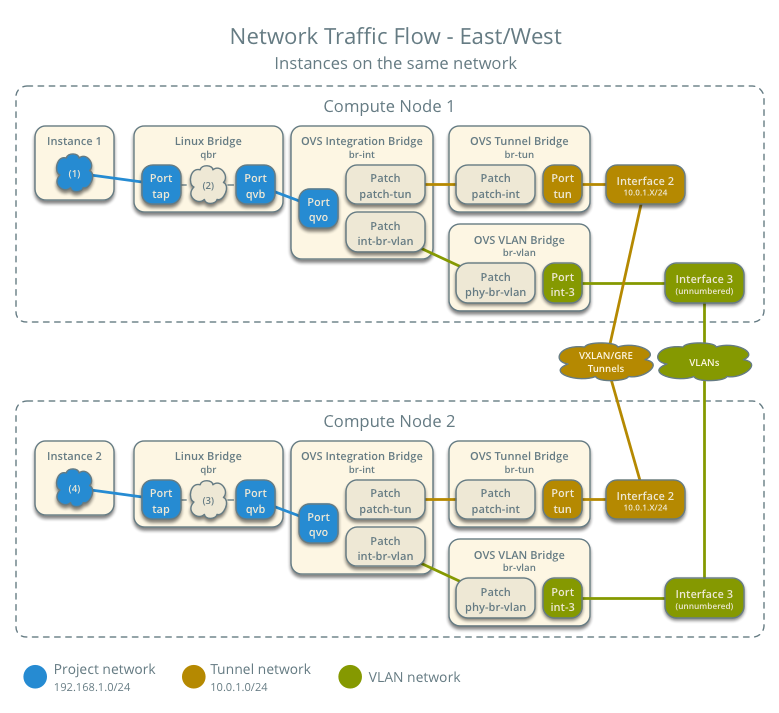 Network Traffic Flow - East/West
Instances on the same network
Compute Node 1
Instance 1
(1)
Linux Bridge
qbr
Port
tap
(2)
Port
qvb
OVS Integration Bridge
br-int
Port
qvo
Patch
patch-tun
Patch
int-br-vlan
OVS Tunnel Bridge
br-tun
Patch
patch-int
Port
tun
Interface 2
10.0.1.X/24
OVS VLAN Bridge
br-vlan
Patch
phy-br-vlan
Port
int-3
Interface 3
(unnumbered)
VXLAN/GRE
Tunnels
VLANs
Compute Node 2
Instance 2
(4)
Linux Bridge
qbr
Port
tap
(3)
Port
qvb
OVS Integration Bridge
br-int
Port
qvo
Patch
patch-tun
Patch
int-br-vlan
OVS Tunnel Bridge
br-tun
Patch
patch-int
Port
tun
Interface 2
10.0.1.X/24
OVS VLAN Bridge
br-vlan
Patch
phy-br-vlan
Port
int-3
Interface 3
(unnumbered)
Project network
192.168.1.0/24
Tunnel network
10.0.1.0/24
VLAN network